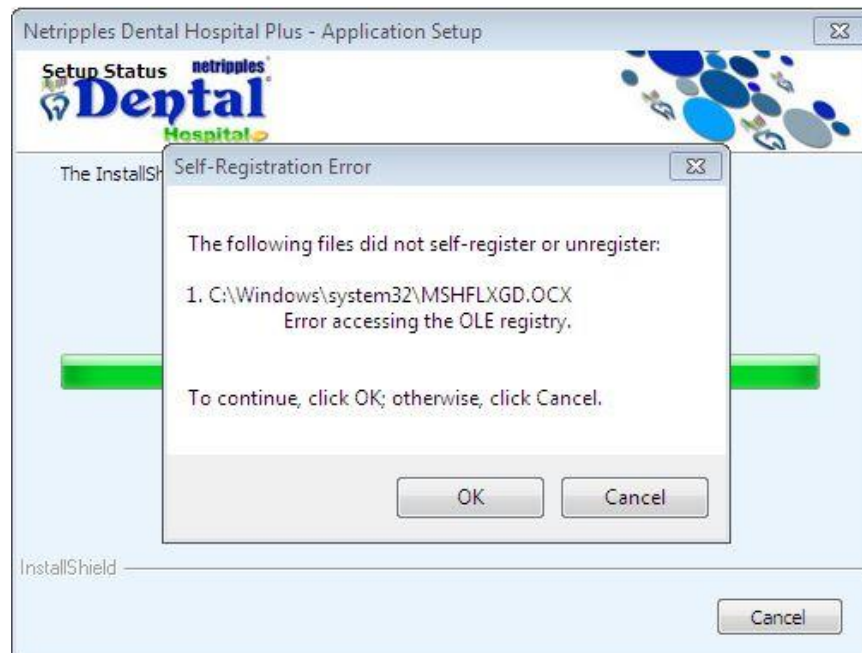 Netripples Dental Hospital Plus - Application Setup
Setup Status
netripples
Dental
Hospital
Self-Registration Error
The InstallSh
The following files did not self-register or unregister:
1. C:\Windows\system32\MSHFLXGD.OCX
Error accessing the OLE registry.
To continue, click OK; otherwise, click Cancel.
OK
Cancel
InstallShield
Cancel